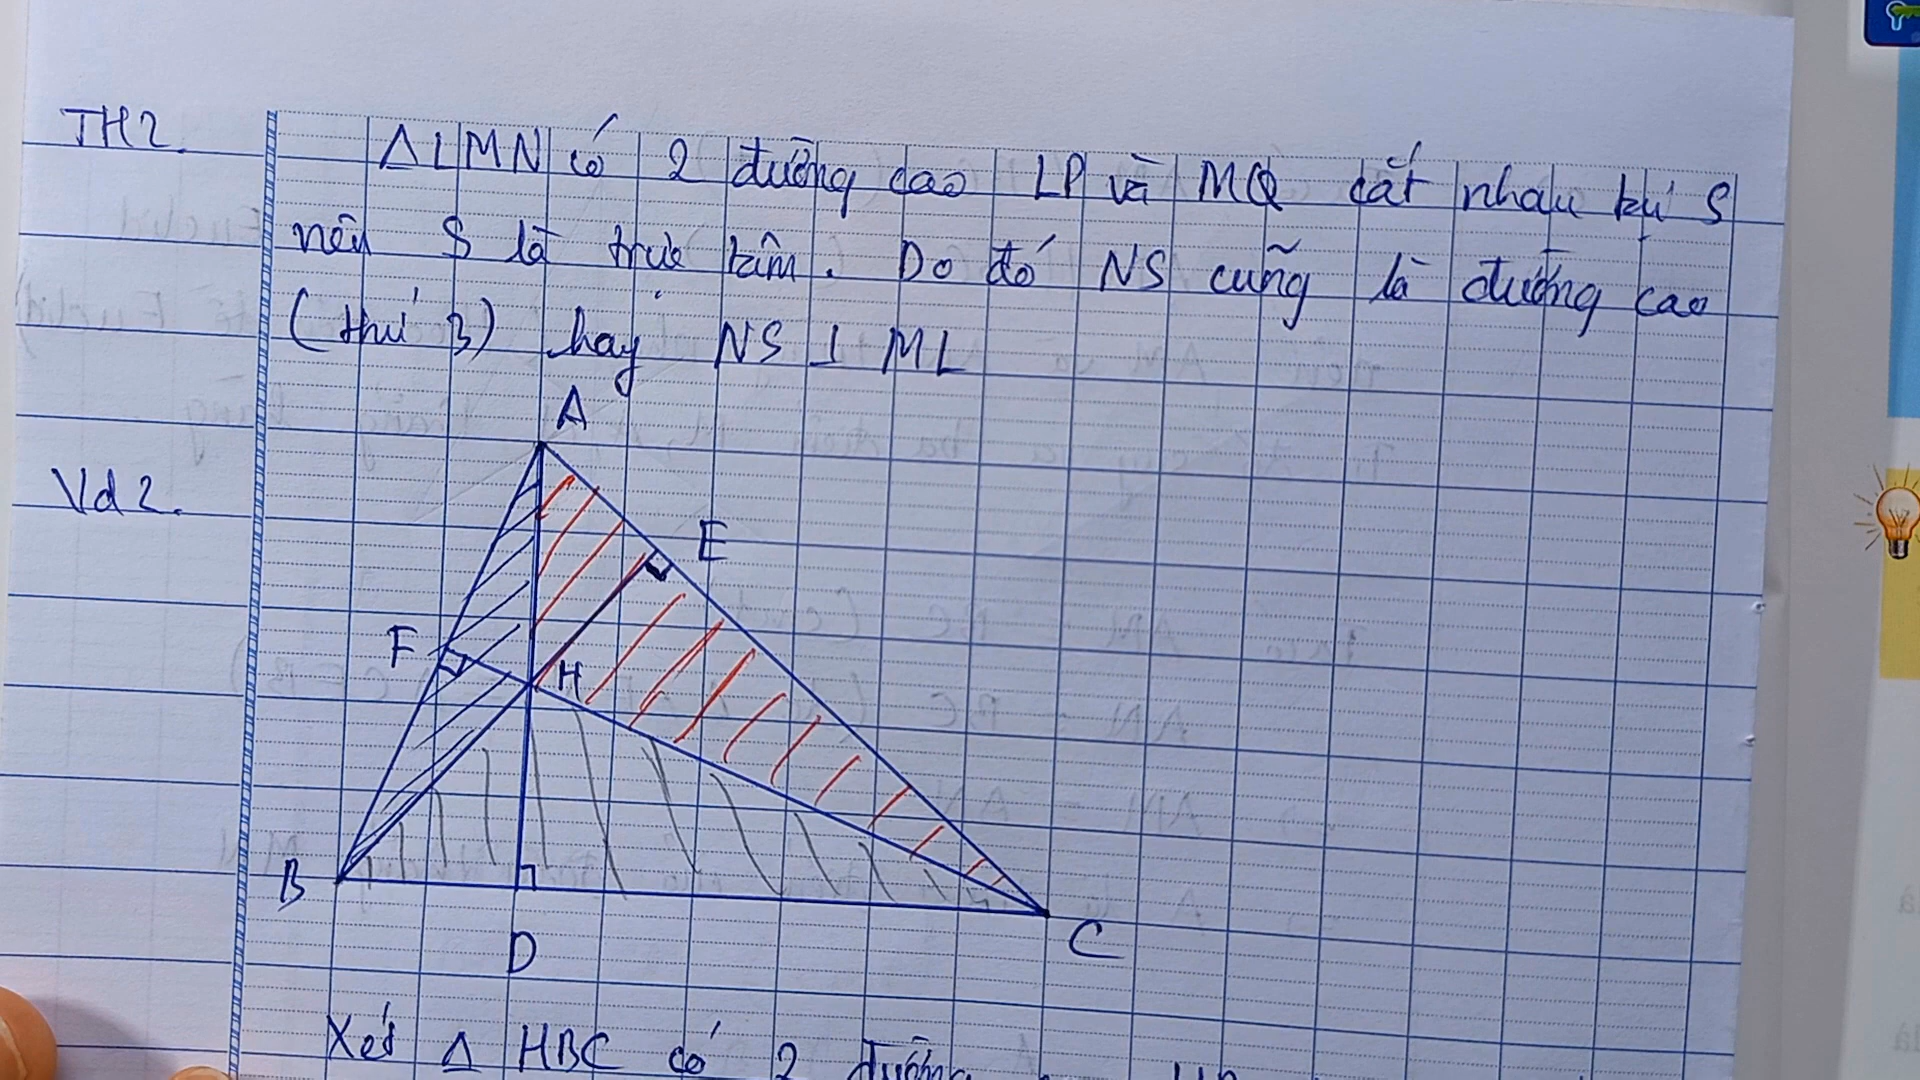 TH2.
ΔLMN có 2 đường cao LP và MQ cắt nhau tại S
nên S là trực tâm. Do đó NS cũng là đường cao
(thứ 3) hay NS ⊥ ML
A
Vd2.
E
F
H
B
D
C
Xét Δ HBC có 2 đường